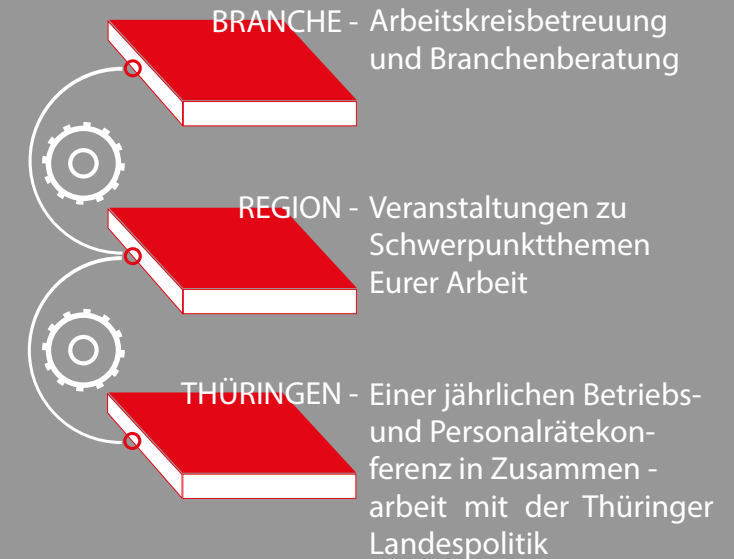 BRANCHE - Arbeitskreisbetreuung
und Branchenberatung
REGION - Veranstaltungen zu
Schwerpunktthemen
Eurer Arbeit
THÜRINGEN - Einer jährlichen Betriebs-
und Personalrätekon-
ferenz in Zusammen -
arbeit mit der Thüringer
Landespolitik